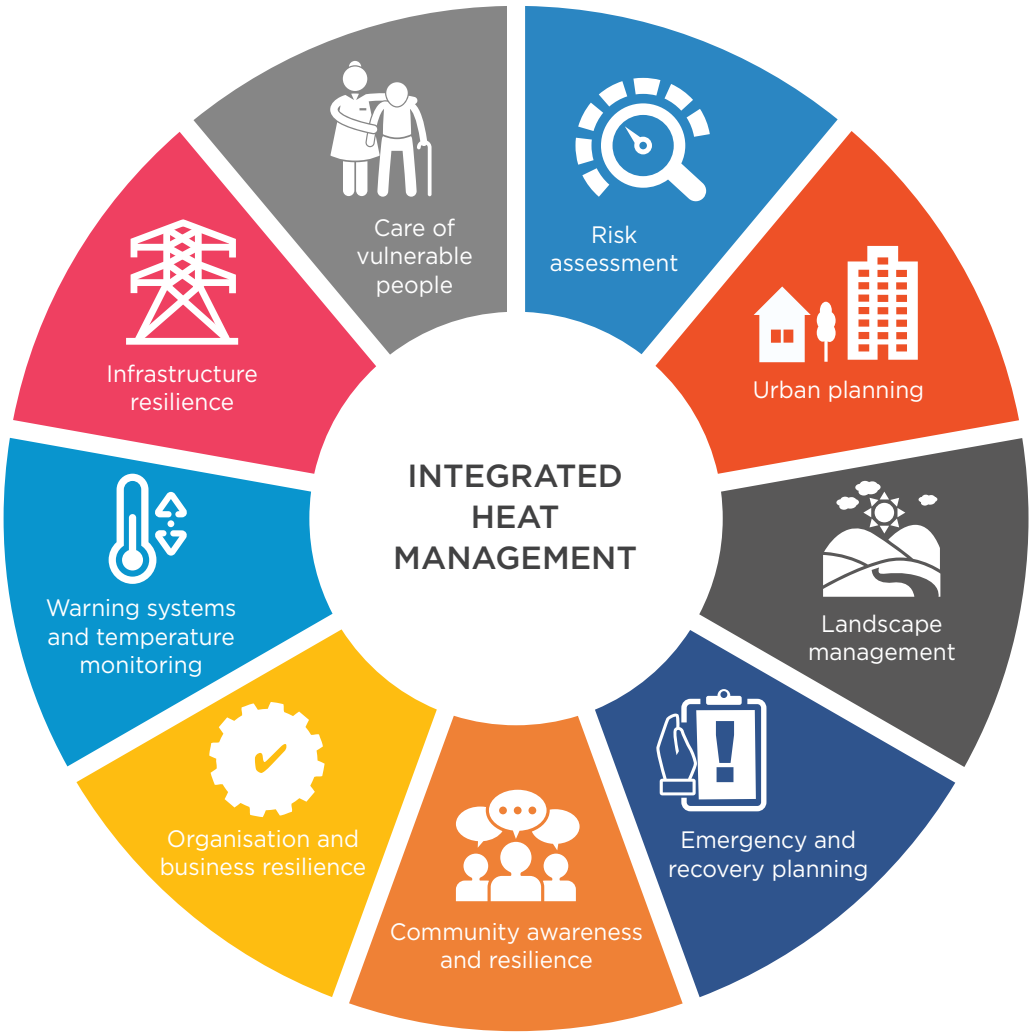 INTEGRATED
HEAT
MANAGEMENT
Risk
assessment
Urban planning
Landscape
management
Emergency and
recovery planning
Community awareness
and resilience
Organisation and
business resilience
Warning systems
and temperature
monitoring
Infrastructure
resilience
Care of
vulnerable
people